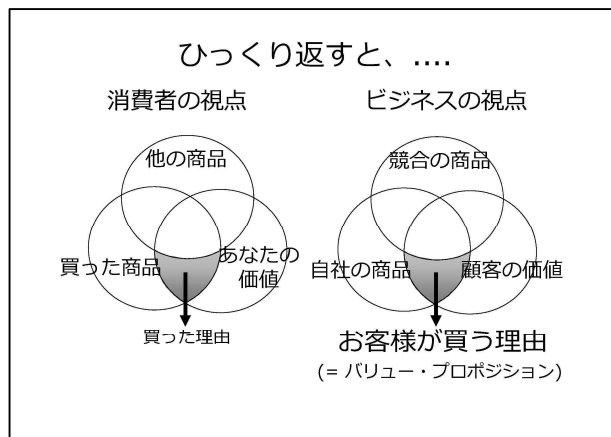 ひっくり返すと、....
消費者の視点
他の商品
買った商品
あなたの
価値
買った理由
ビジネスの視点
競合の商品
自社の商品
顧客の価値
お客様が買う理由
(= バリュー・プロポジション)